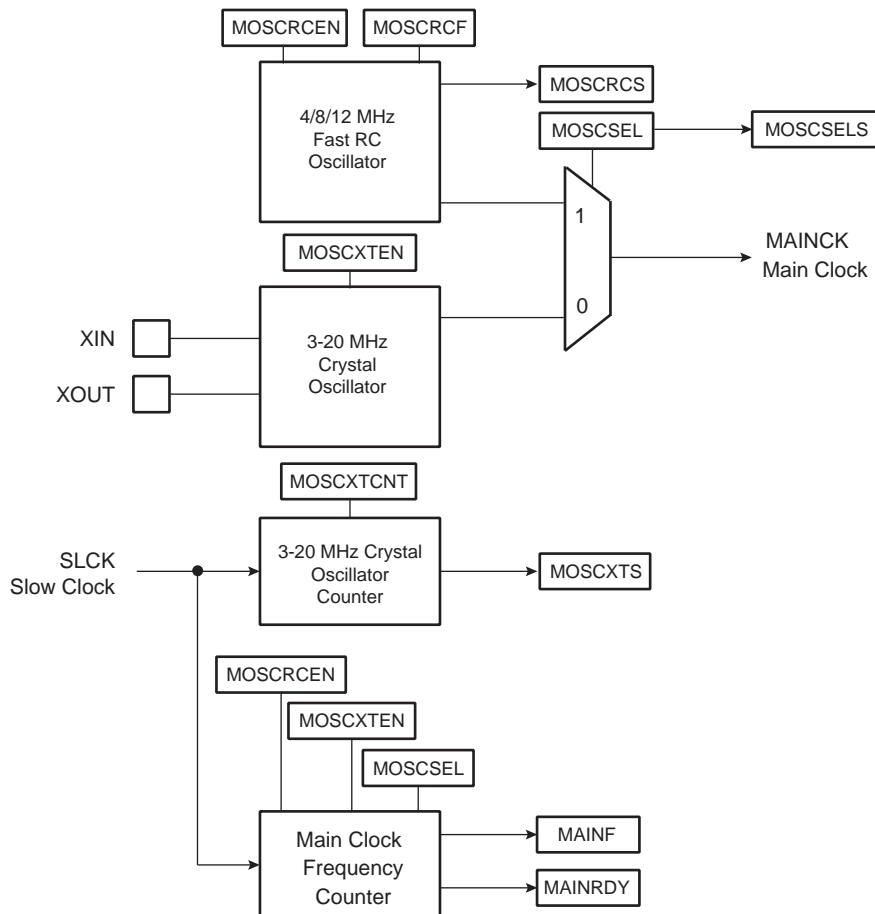 MOSCRCEN
MOSCRCF
4/8/12 MHz
Fast RC
Oscillator
MOSCRCS
MOSCSEL
MOSCSELS
1
0
MAINCK
Main Clock
MOSCXTEN
XIN
XOUT
3-20 MHz
Crystal
Oscillator
MOSCXTCNT
SLCK
Slow Clock
3-20 MHz Crystal
Oscillator
Counter
MOSCXTS
MOSCRCEN
MOSCXTEN
MOSCSEL
Main Clock
Frequency
Counter
MAINF
MAINRDY